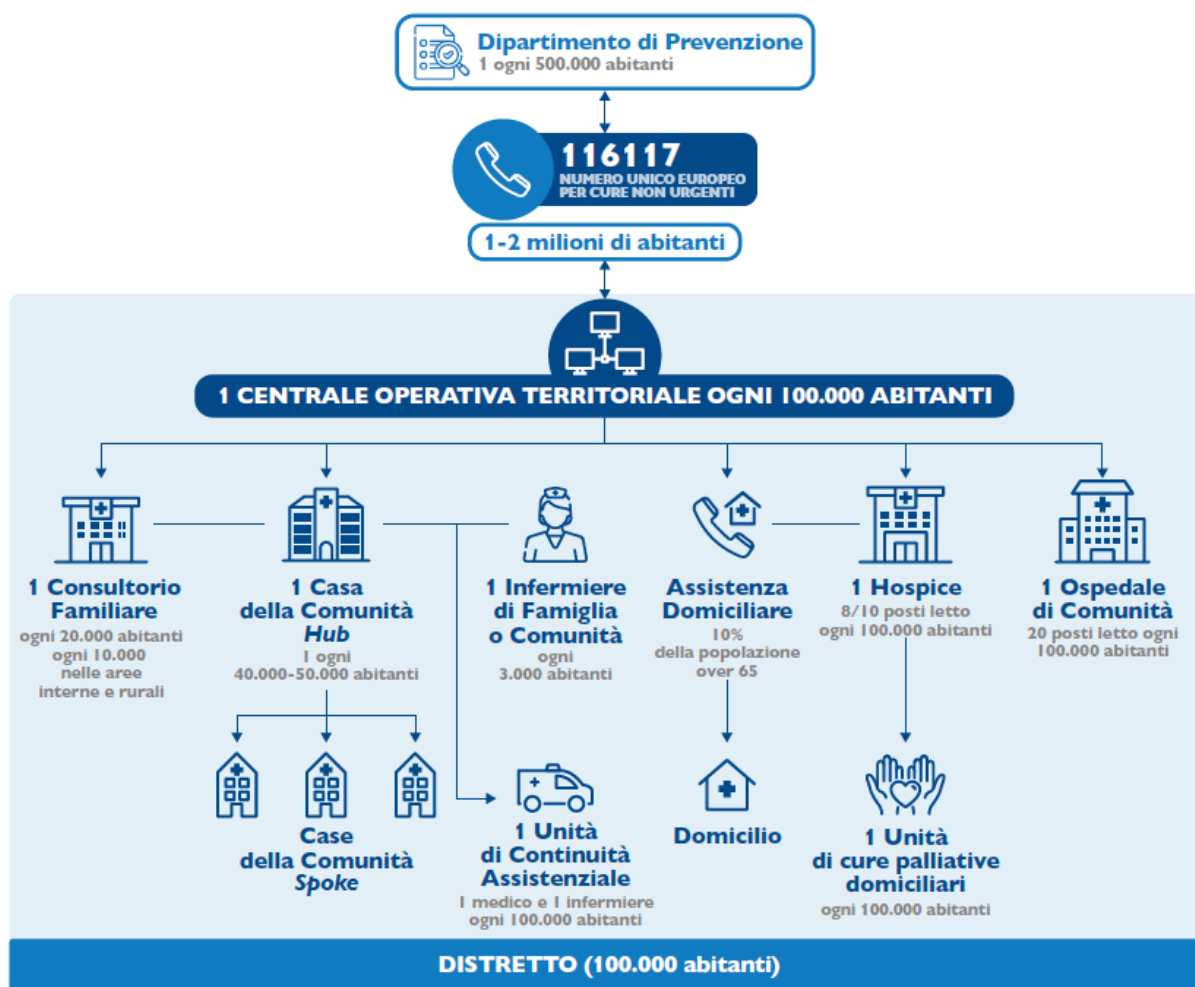 Dipartimento di Prevenzione
1 ogni 500.000 abitanti
116117
NUMERO UNICO EUROPEO
PER CURE NON URGENTI
1-2 milioni di abitanti
1 CENTRALE OPERATIVA TERRITORIALE OGNI 100.000 ABITANTI
1 Consultorio
Familiare
ogni 20.000 abitanti
ogni 10.000
nelle aree
interne e rurali
1 Casa
della Comunità
Hub
1 ogni
40.000-50.000 abitanti
1 Infermiere
di Famiglia
o Comunità
ogni
3.000 abitanti
Assistenza
Domiciliare
10%
della popolazione
over 65
1 Hospice
8/10 posti letto
ogni 100.000 abitanti
1 Ospedale
di Comunità
20 posti letto ogni
100.000 abitanti
Case
della Comunità
Spoke
1 Unità
di Continuità
Assistenziale
1 medico e 1 infermiere
ogni 100.000 abitanti
Domicilio
1 Unità
di cure palliative
domiciliari
ogni 100.000 abitanti
DISTRETTO (100.000 abitanti)